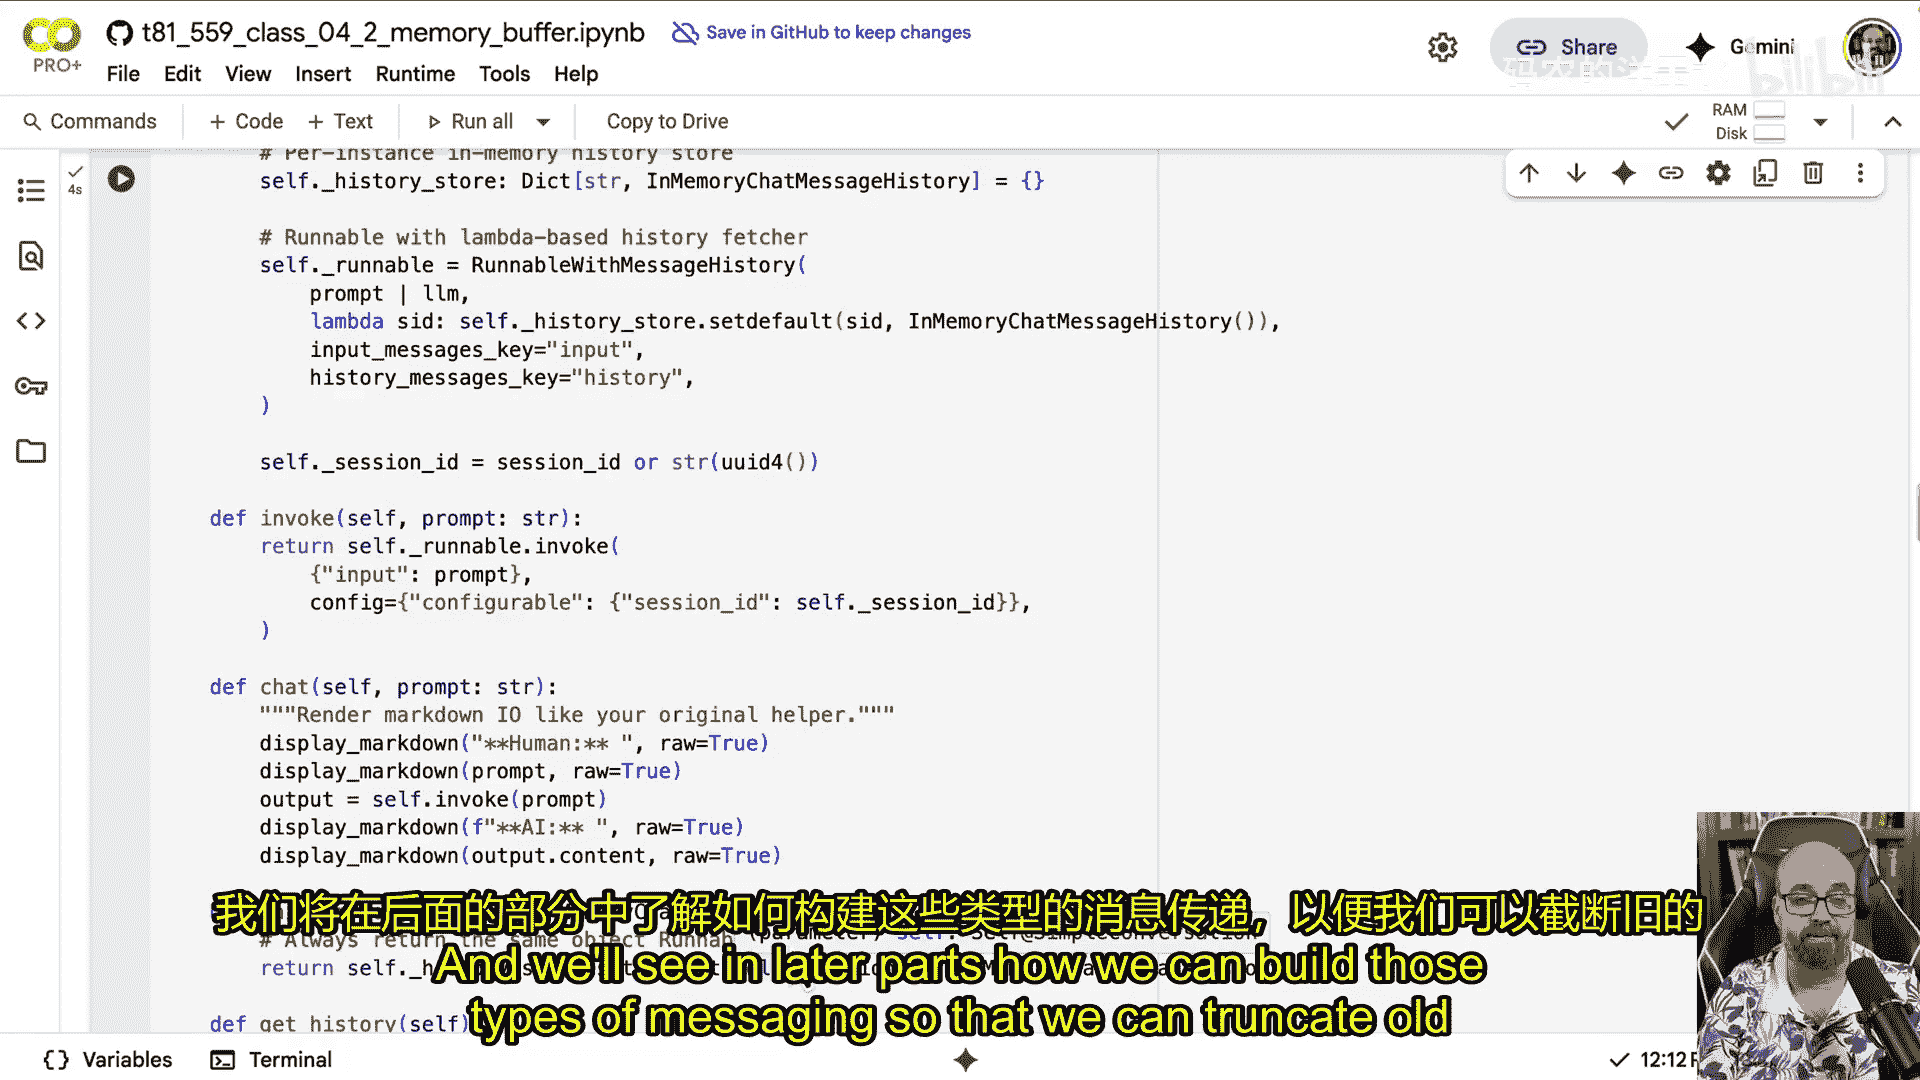 t81_559_class_04_2_memory_buffer.ipynb
Save in GitHub to keep changes
Share
Gemini
PRO+
File Edit View Insert Runtime Tools Help
Commands + Code + Text Run all Copy to Drive
RAM
Disk
4s
# Per-instance in-memory history store
self._history_store: Dict[str, InMemoryChatMessageHistory] = {}
# Runnable with lambda-based history fetcher
self._runnable = RunnableWithMessageHistory(
prompt | llm,
lambda sid: self._history_store.setdefault(sid, InMemoryChatMessageHistory()),
input_messages_key="input",
history_messages_key="history",
)
self._session_id = session_id or str(uuid4())
def invoke(self, prompt: str):
return self._runnable.invoke(
{"input": prompt},
config={"configurable": {"session_id": self._session_id}},
)
def chat(self, prompt: str):
"""Render markdown IO like your original helper."""
display_markdown("**Human:** ", raw=True)
display_markdown(prompt, raw=True)
output = self.invoke(prompt)
display_markdown(f"**AI:** ", raw=True)
display_markdown(output.content, raw=True)
我们将在后面的部分中了解如何构建这些类型的消息传递，以便我们可以截断旧的
# Always return the same object Runnab
return self._h
And we'll see in later parts how we can build those
types of messaging so that we can truncate old
def get_history(self)
Variables Terminal
12:12